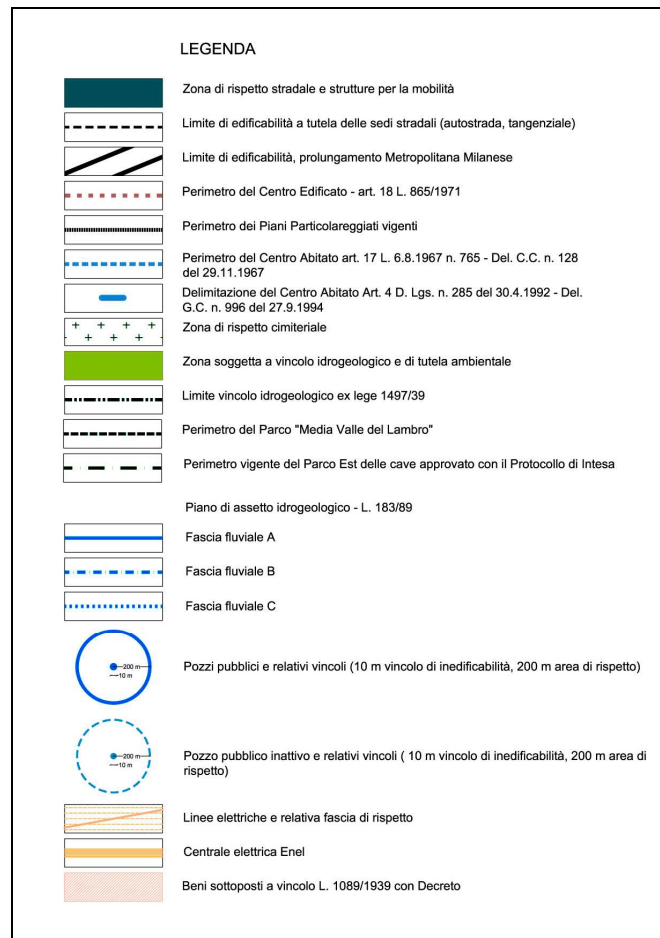 LEGENDA
Zona di rispetto stradale e strutture per la mobilità
Limite di edificabilità a tutela delle sedi stradali (autostrada, tangenziale)
Limite di edificabilità, prolungamento Metropolitana Milanese
Perimetro del Centro Edificato - art. 18 L. 865/1971
Perimetro dei Piani Particolareggiati vigenti
Perimetro del Centro Abitato art. 17 L. 6.8.1967 n. 765 - Del. C.C. n. 128
del 29.11.1967
Delimitazione del Centro Abitato Art. 4 D. Lgs. n. 285 del 30.4.1992 - Del.
G.C. n. 996 del 27.9.1994
Zona di rispetto cimiteriale
Zona soggetta a vincolo idrogeologico e di tutela ambientale
Limite vincolo idrogeologico ex lege 1497/39
Perimetro del Parco "Media Valle del Lambro"
Perimetro vigente del Parco Est delle cave approvato con il Protocollo di Intesa
Piano di assetto idrogeologico - L. 183/89
Fascia fluviale A
Fascia fluviale B
Fascia fluviale C
200 m
10 m
Pozzi pubblici e relativi vincoli (10 m vincolo di inedificabilità, 200 m area di rispetto)
200 m
10 m
Pozzo pubblico inattivo e relativi vincoli ( 10 m vincolo di inedificabilità, 200 m area di
rispetto)
Linee elettriche e relativa fascia di rispetto
Centrale elettrica Enel
Beni sottoposti a vincolo L. 1089/1939 con Decreto